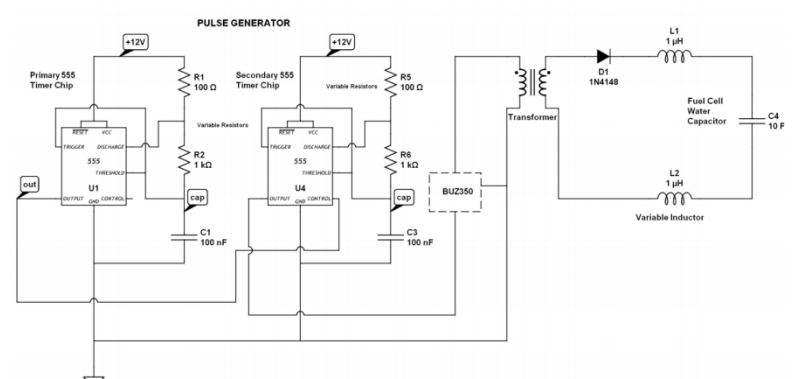 PULSE GENERATOR
+12V
+12V
Primary 555
Timer Chip
R1
100 Ω
Variable Resistors
RESET VCC
TRIGGER DISCHARGE
555
THRESHOLD
U1
OUTPUT GND CONTROL
R2
1 kΩ
out
cap
C1
100 nF
Secondary 555
Timer Chip
Variable Resistors
R5
100 Ω
RESET VCC
TRIGGER DISCHARGE
555
THRESHOLD
U4
OUTPUT GND CONTROL
R6
1 kΩ
cap
C3
100 nF
BUZ350
Transformer
D1
1N4148
L1
1 µH
Fuel Cell
Water
Capacitor
C4
10 F
L2
1 µH
Variable Inductor